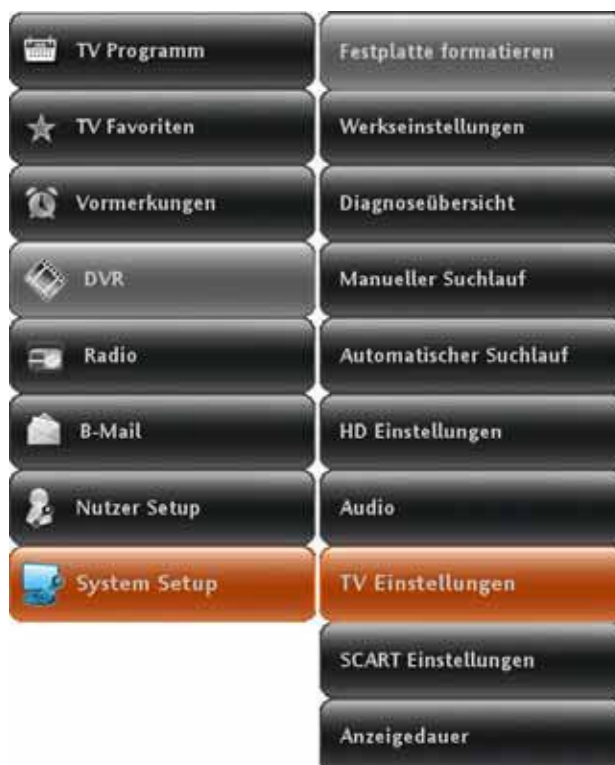 TV Programm
TV Favoriten
Vormerkungen
DVR
Radio
B-Mail
Nutzer Setup
System Setup
Festplatte formatieren
Werkseinstellungen
Diagnoseübersicht
Manueller Suchlauf
Automatischer Suchlauf
HD Einstellungen
Audio
TV Einstellungen
SCART Einstellungen
Anzeigedauer